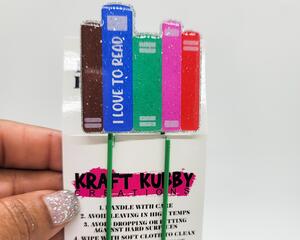 I LOVE TO READ
KRAFT KUBBY
CREATIONS
1. HANDLE WITH CARE
2. AVOID LEAVING IN HIGH TEMPS
3. AVOID DROPPING OR HITTING
AGAINST HARD SURFACES
4. WIPE WITH SOFT CLOTH TO CLEAN